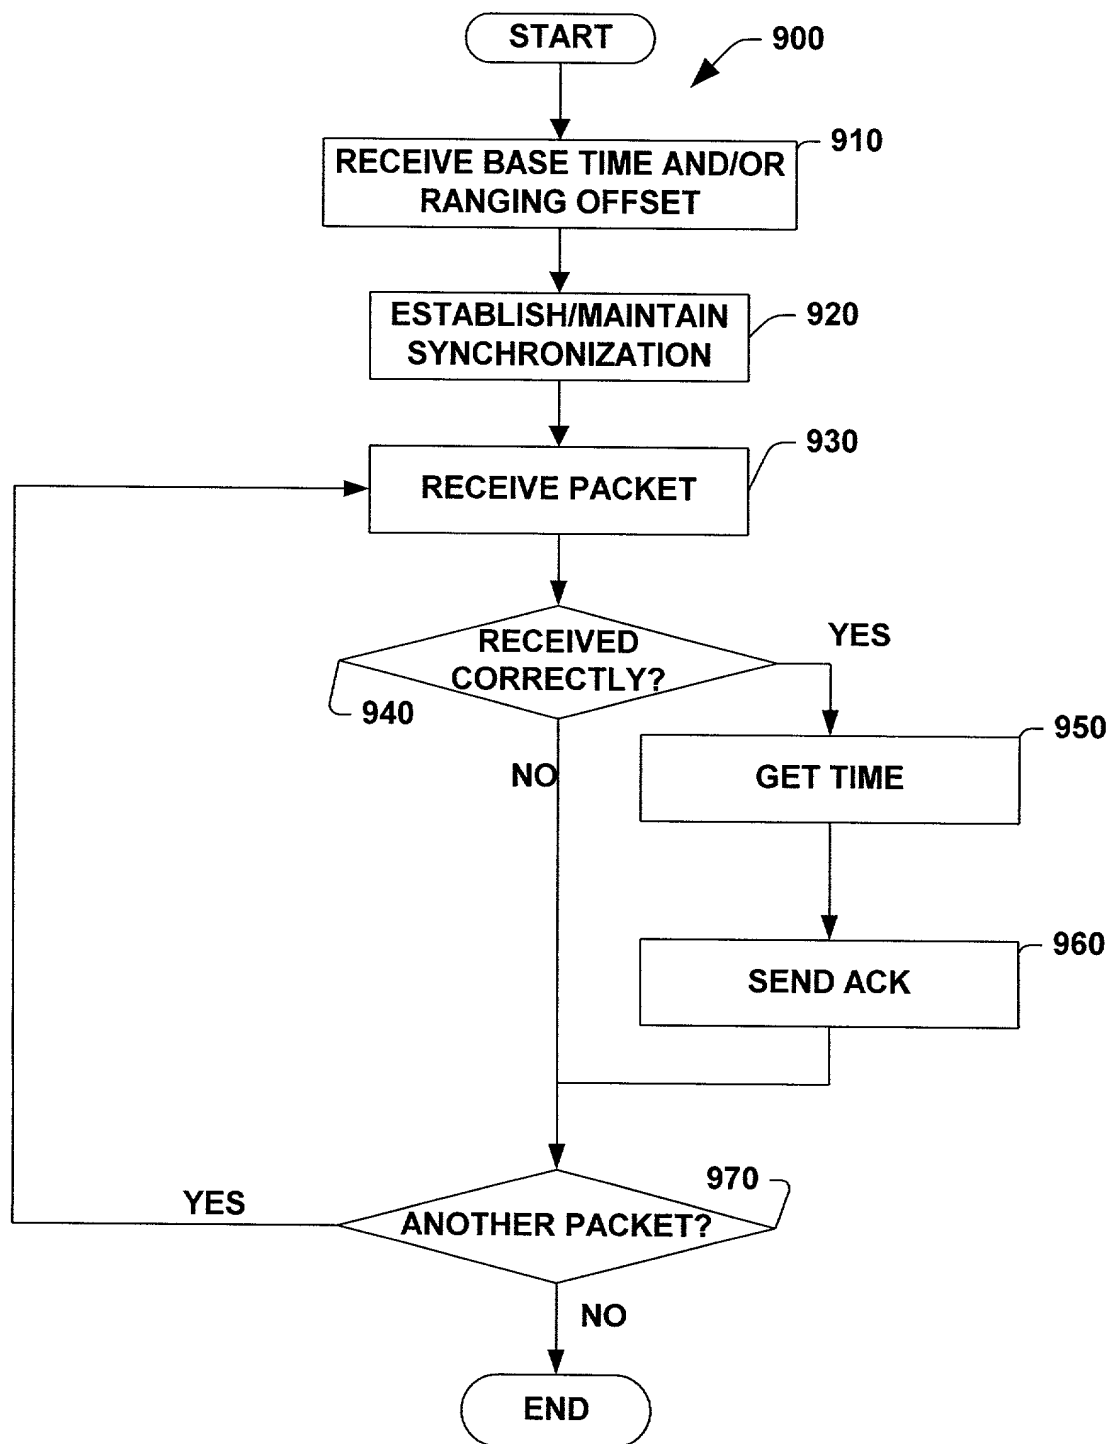 START
900
910
RECEIVE BASE TIME AND/OR
RANGING OFFSET
ESTABLISH/MAINTAIN
SYNCHRONIZATION
920
930
RECEIVE PACKET
RECEIVED
CORRECTLY?
YES
940
950
NO
GET TIME
960
SEND ACK
970
YES
ANOTHER PACKET?
NO
END